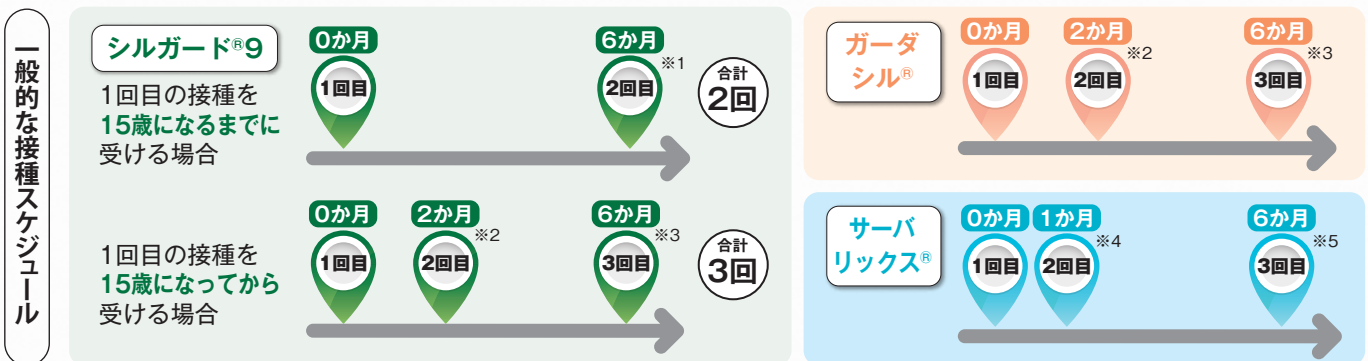 一般的な接種スケジュール
シルガード®9
1回目の接種を
15歳になるまでに
受ける場合
0か月
1回目
6か月
2回目
※1
合計
2回
1回目の接種を
15歳になってから
受ける場合
0か月
1回目
2か月
2回目
※2
6か月
3回目
※3
合計
3回
ガーダ
シル®
0か月
1回目
2か月
2回目
※2
6か月
3回目
※3
サーバ
リックス®
0か月
1回目
1か月
2回目
※4
6か月
3回目
※5